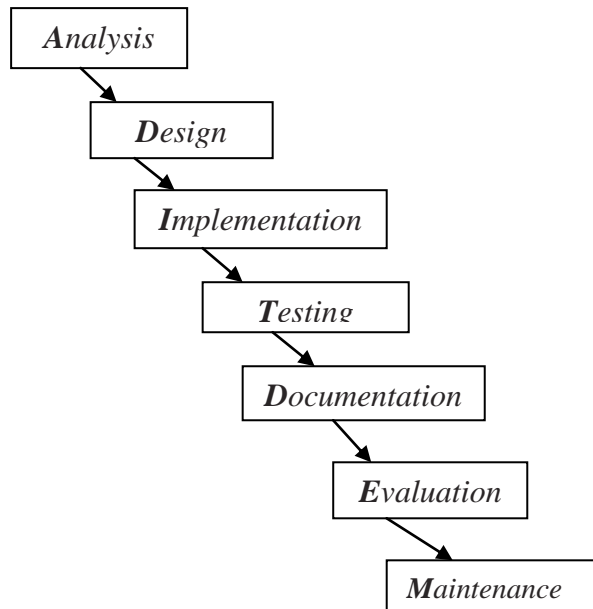 Analysis
Design
Implementation
Testing
Documentation
Evaluation
Maintenance